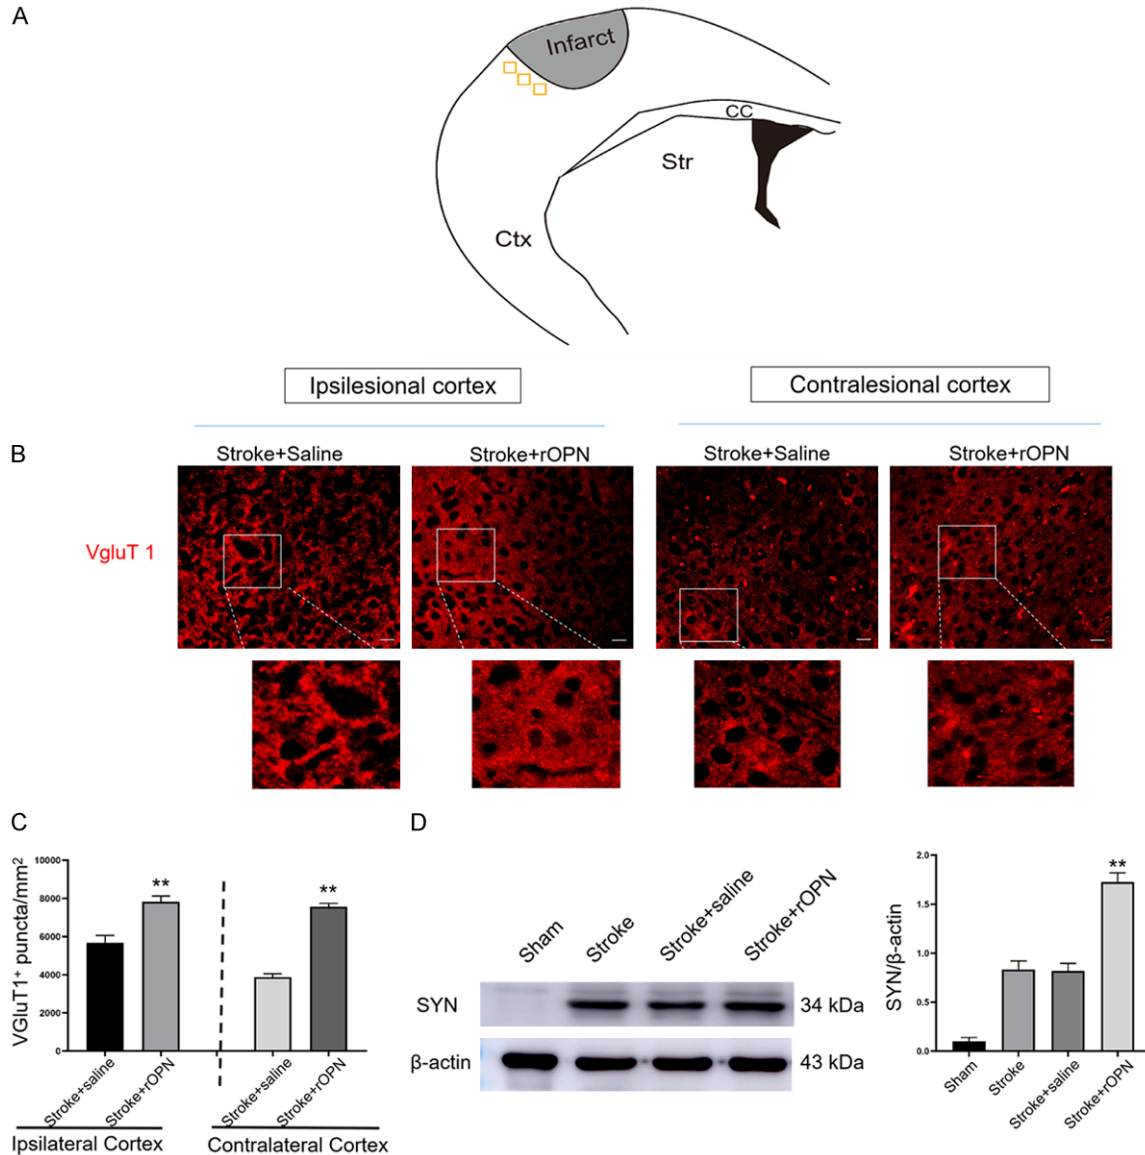 A
Infarct
CC
Str
Ctx
Ipsilesional cortex
Contralesional cortex
B
Stroke+Saline
Stroke+rOPN
Stroke+Saline
Stroke+rOPN
VgluT 1
C
VGluT1+ puncta/mm²
10000
8000
6000
4000
2000
0
**
**
Stroke+saline
Stroke+rOPN
Stroke+saline
Stroke+rOPN
Ipsilateral Cortex
Contralateral Cortex
D
Sham
Stroke
Stroke+saline
Stroke+rOPN
SYN
34 kDa
β-actin
43 kDa
SYN/β-actin
2.0
1.5
1.0
0.5
0.0
**
Sham
Stroke
Stroke+saline
Stroke+rOPN